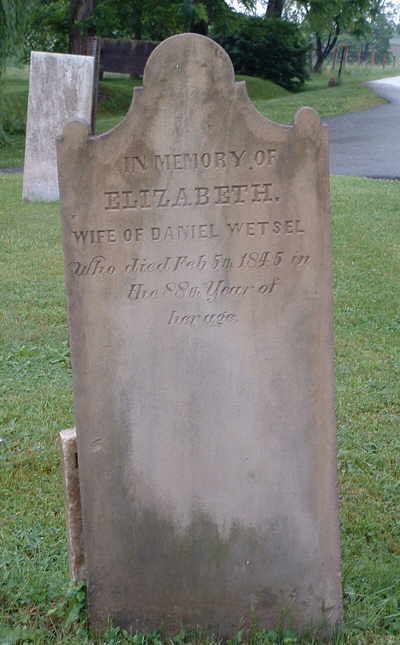 IN MEMORY OF
ELIZABETH.
WIFE OF DANIEL WETSEL
Who died Feb 5th, 1845 in
the 88th, Year of
her age.